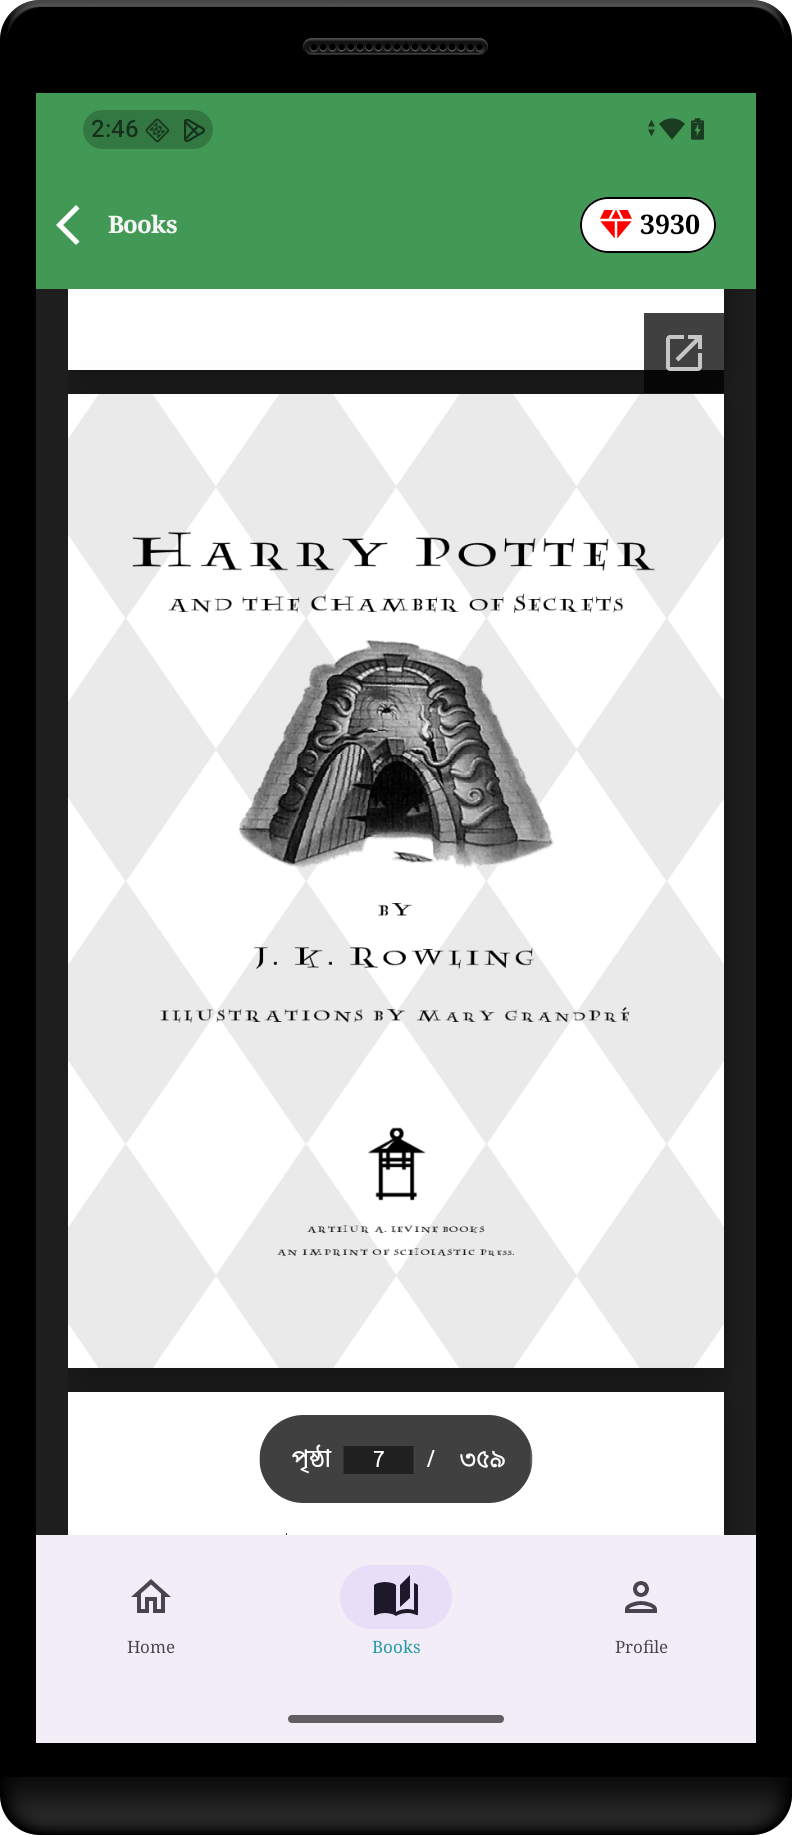 2:46
Books
3930
HARRY POTTER
AND THE CHAMBER OF SECRETS
BY
J. K. ROWLING
ILLUSTRATIONS BY MARY GRANDPRÉ
ARTHUR A. LEVINE BOOKS
AN IMPRINT OF SCHOLASTIC PRESS.
পৃষ্ঠা 7 / ৩৫৯
Home Books Profile